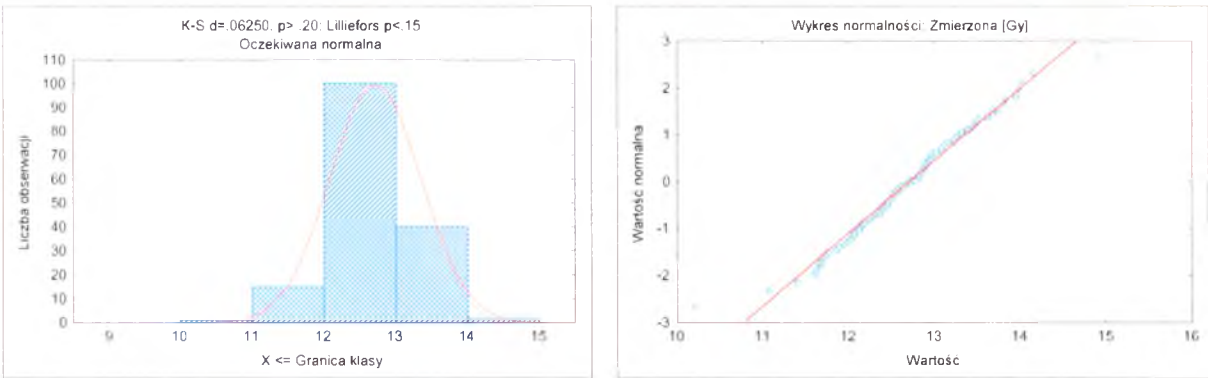 K-S d=.06250, p> .20; Lilliefors p<.15
Oczekiwana normalna
110
100
90
80
70
60
50
40
30
20
10
0
Liczba obserwacji
9 10 11 12 13 14 15
X <= Granica klasy
Wykres normalności: Zmierzona [Gy]
3
2
1
0
-1
-2
-3
Wartość normalna
10 11 12 13 14 15 16
Wartość